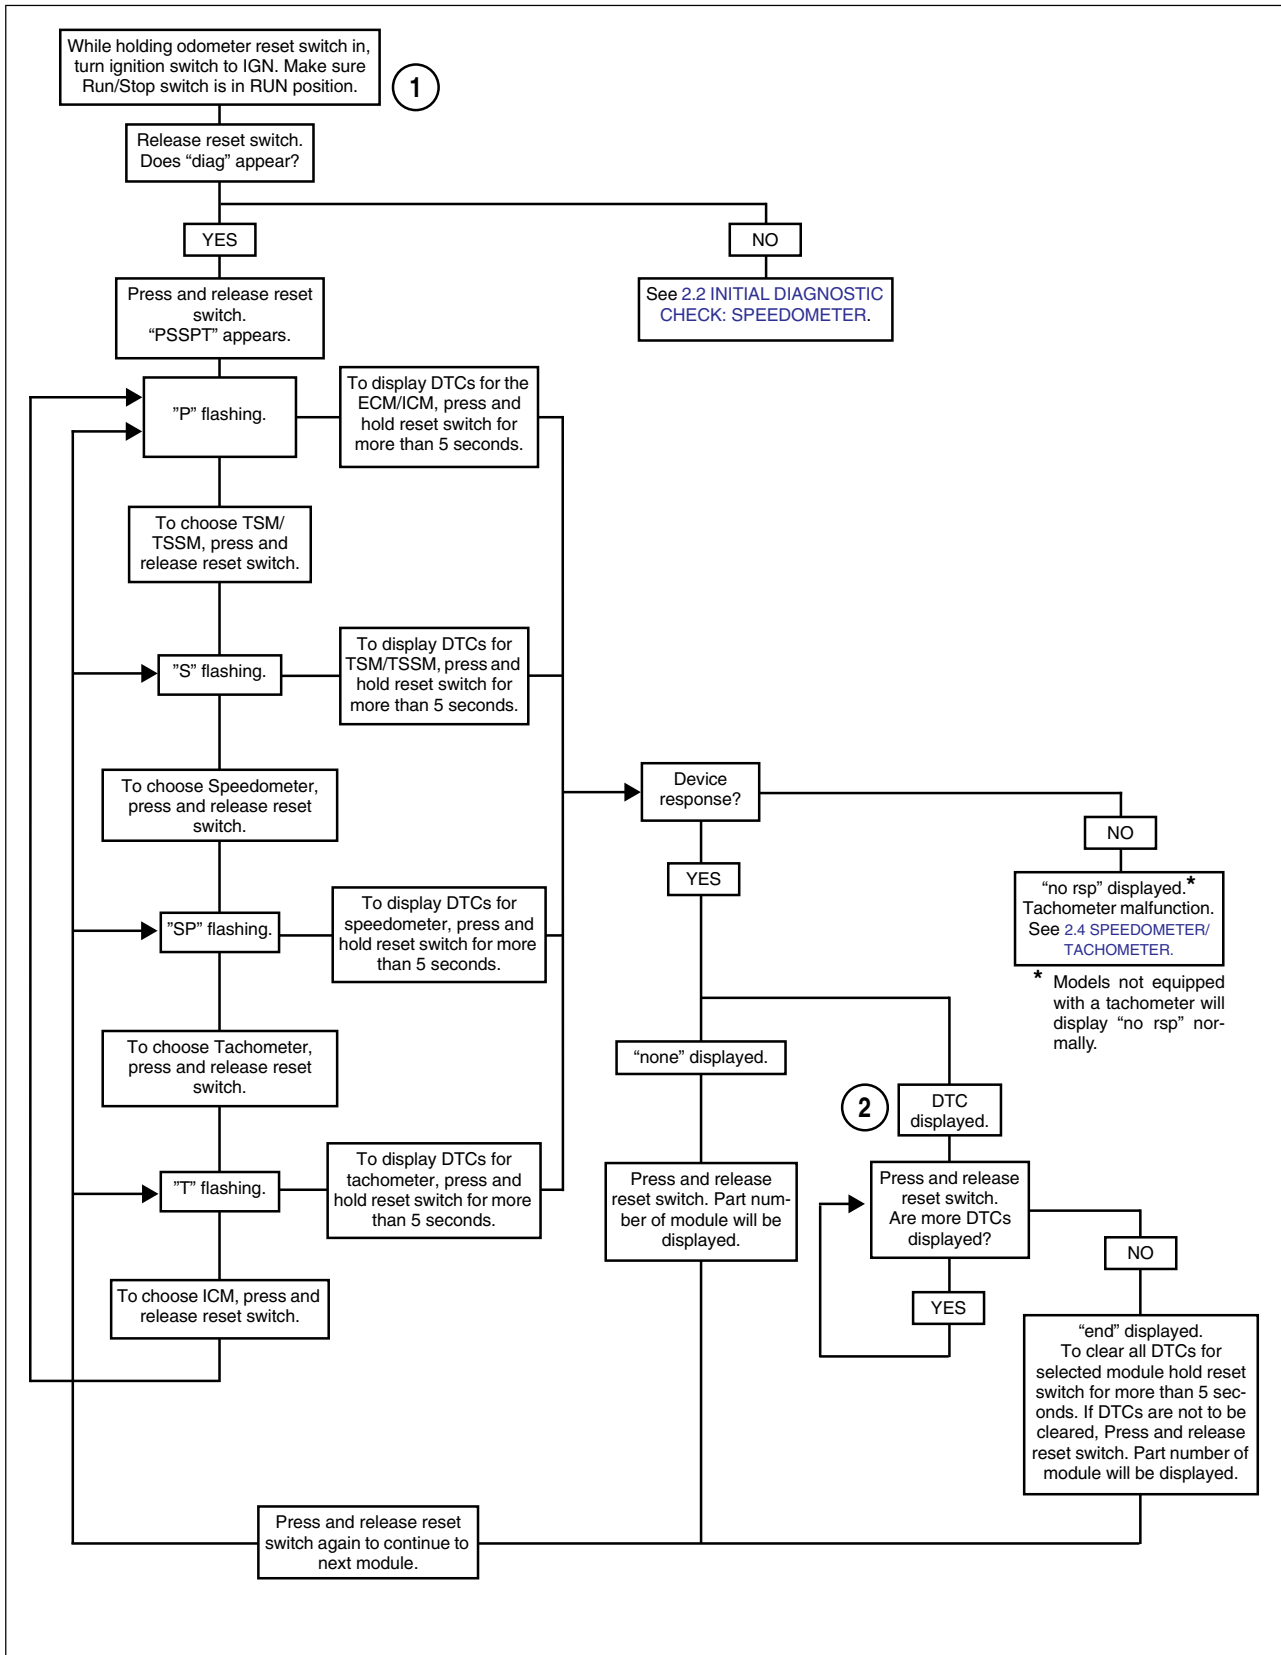 While holding odometer reset switch in,
turn ignition switch to IGN. Make sure
Run/Stop switch is in RUN position.
1
Release reset switch.
Does “diag” appear?
YES
NO
Press and release reset
switch.
“PSSPT” appears.
See 2.2 INITIAL DIAGNOSTIC
CHECK: SPEEDOMETER.
”P” flashing.
To display DTCs for the
ECM/ICM, press and
hold reset switch for
more than 5 seconds.
To choose TSM/
TSSM, press and
release reset switch.
”S” flashing.
To display DTCs for
TSM/TSSM, press and
hold reset switch for
more than 5 seconds.
To choose Speedometer,
press and release reset
switch.
Device
response?
NO
YES
“no rsp” displayed.*
Tachometer malfunction.
See 2.4 SPEEDOMETER/
TACHOMETER.
* Models not equipped
with a tachometer will
display “no rsp” nor-
mally.
”SP” flashing.
To display DTCs for
speedometer, press and
hold reset switch for more
than 5 seconds.
To choose Tachometer,
press and release reset
switch.
“none” displayed.
2
DTC
displayed.
”T” flashing.
To display DTCs for
tachometer, press and
hold reset switch for more
than 5 seconds.
Press and release
reset switch. Part num-
ber of module will be
displayed.
Press and release
reset switch.
Are more DTCs
displayed?
NO
YES
To choose ICM, press and
release reset switch.
“end” displayed.
To clear all DTCs for
selected module hold reset
switch for more than 5 sec-
onds. If DTCs are not to be
cleared, Press and release
reset switch. Part number of
module will be displayed.
Press and release reset
switch again to continue to
next module.